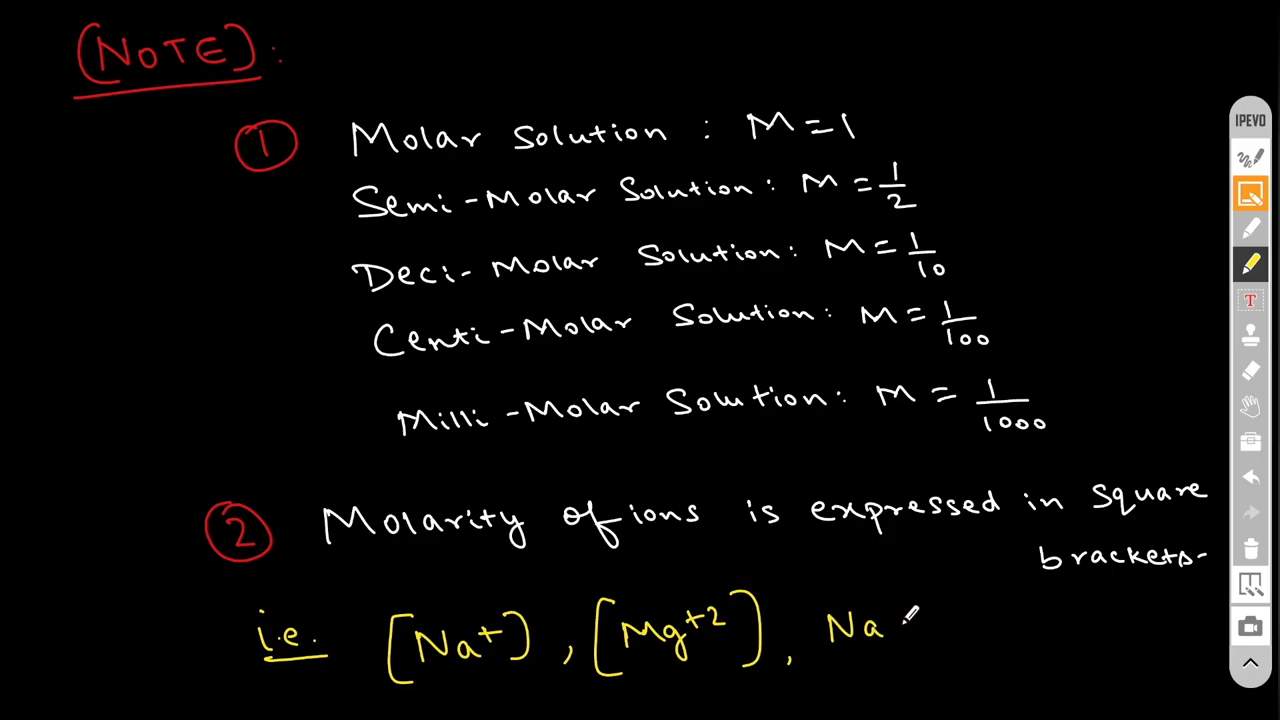 (NOTE):
1 Molar Solution : M = 1
Semi-Molar Solution : M = 1/2
Deci-Molar Solution : M = 1/10
Centi-Molar Solution : M = 1/100
Milli-Molar Solution : M = 1/1000
2 Molarity of ions is expressed in square
brackets-
i.e. [Na+], [Mg+2], Na
IPEVO
T